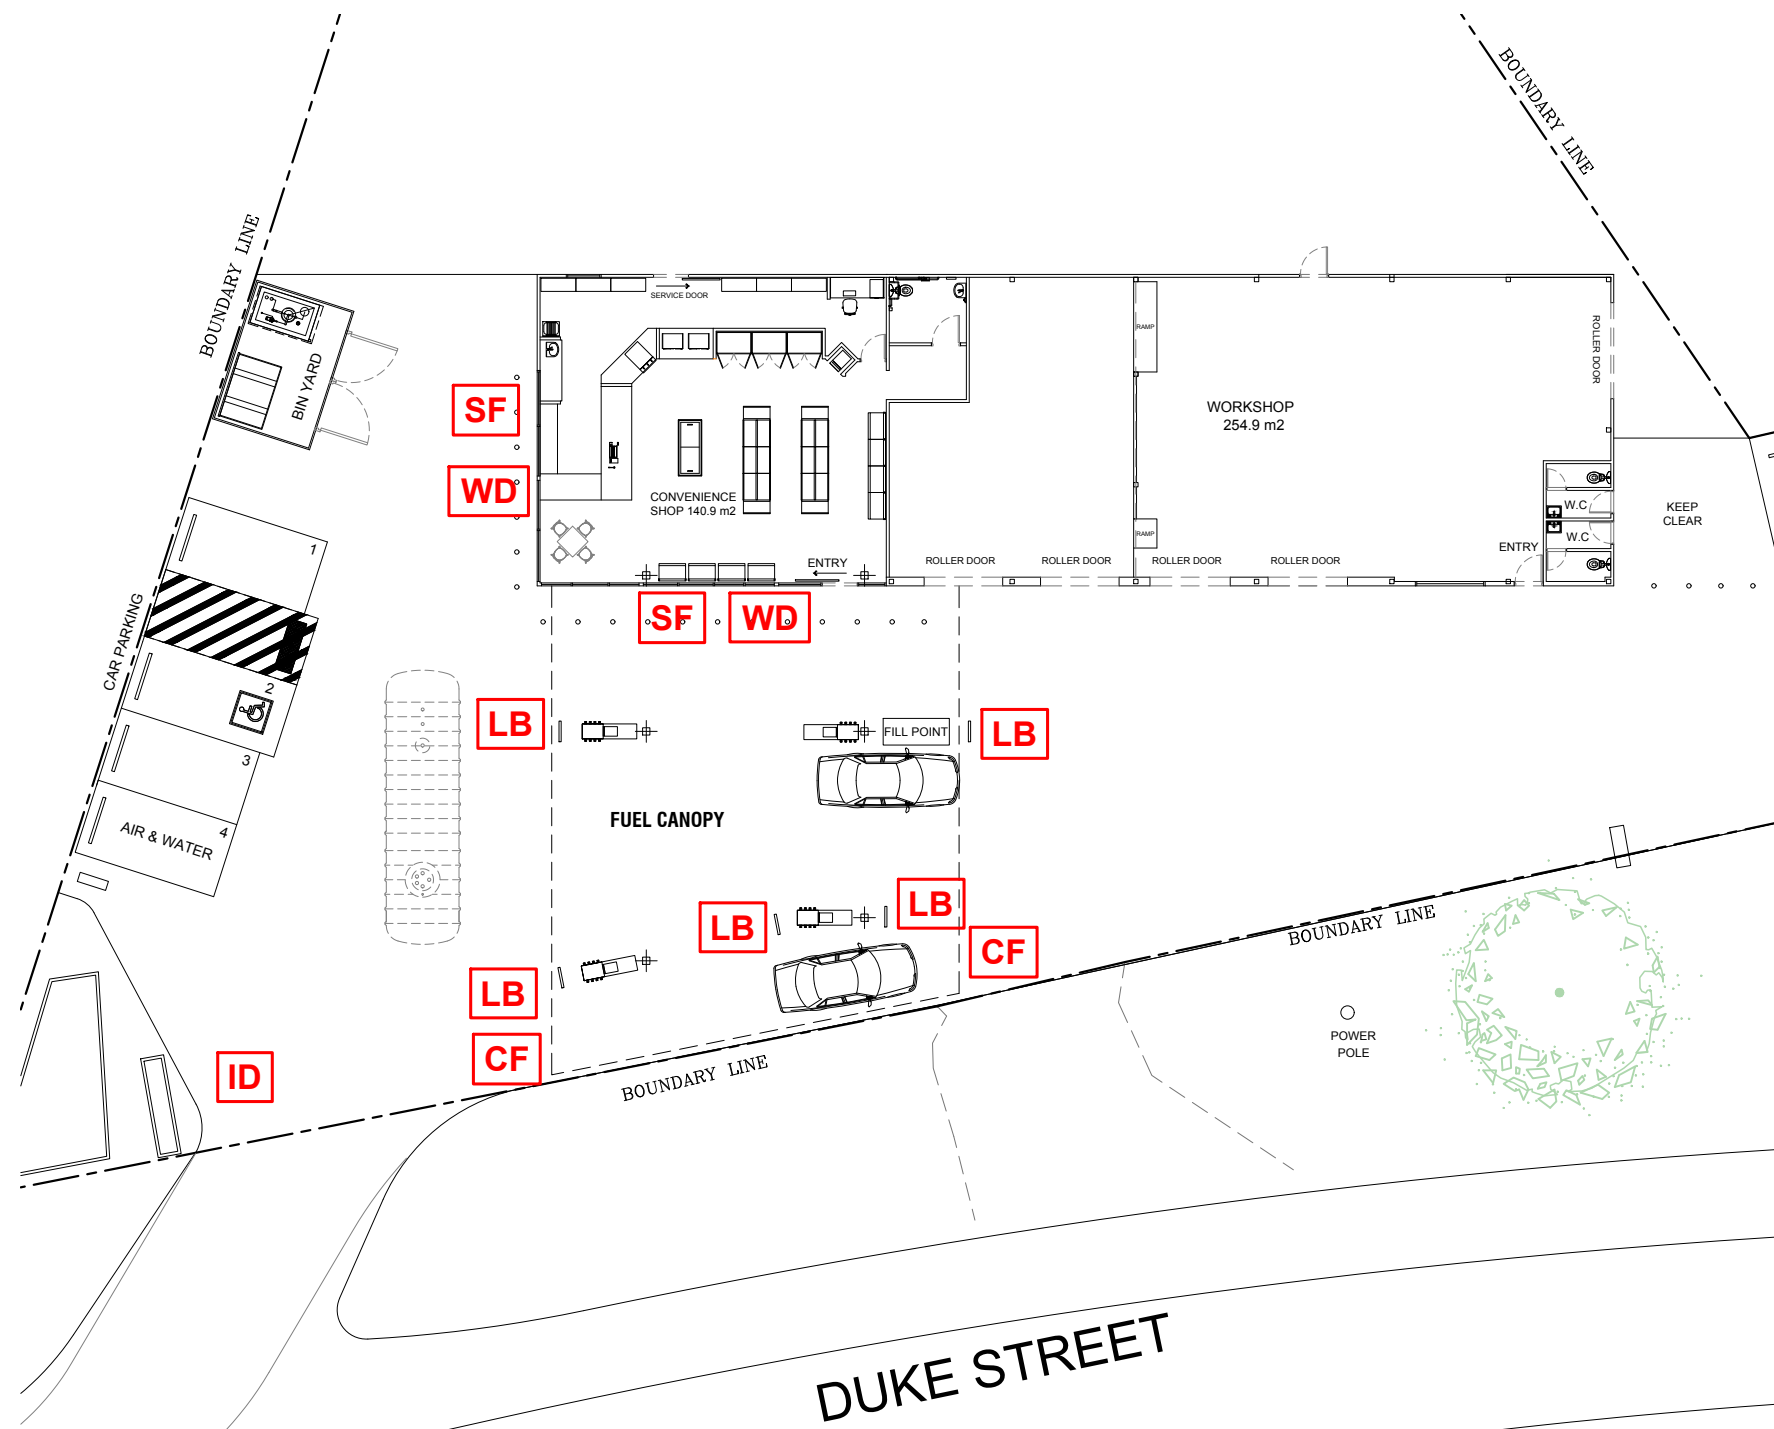 BOUNDARY LINE
BOUNDARY LINE
BIN YARD
SERVICE DOOR
RAMP
ROLLER DOOR
WORKSHOP
254.9 m2
SF
WD
CONVENIENCE
SHOP 140.9 m2
W.C
W.C
KEEP
CLEAR
RAMP
ENTRY
ENTRY
ROLLER DOOR
ROLLER DOOR
ROLLER DOOR
ROLLER DOOR
SF
WD
CAR PARKING
1
2
3
4
AIR & WATER
LB
FILL POINT
LB
FUEL CANOPY
LB
LB
CF
LB
CF
ID
BOUNDARY LINE
BOUNDARY LINE
POWER
POLE
DUKE STREET